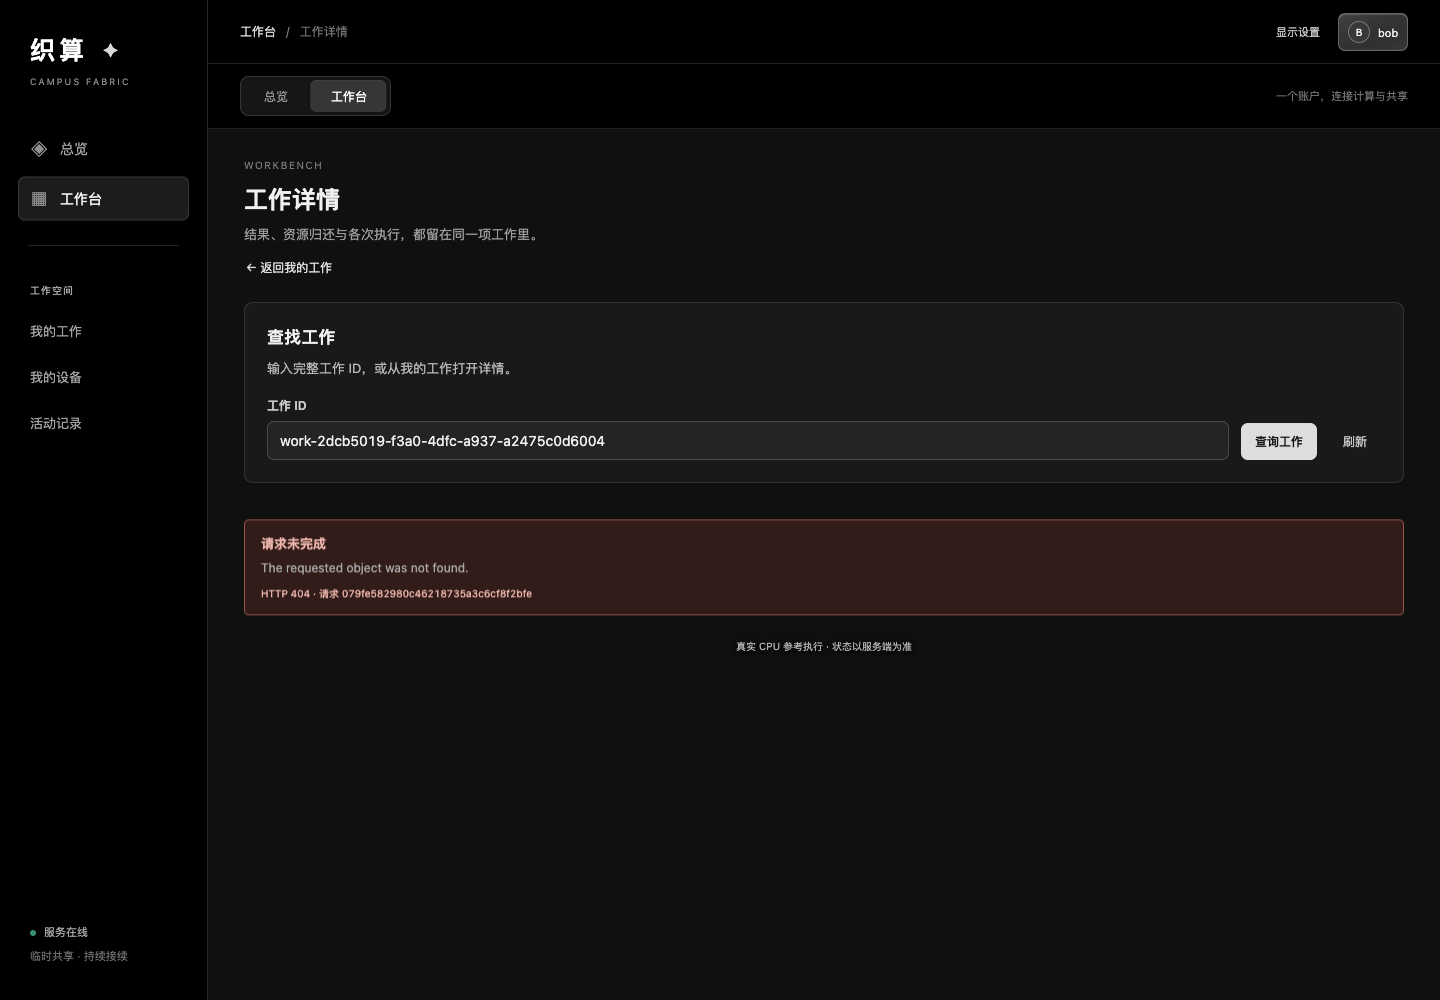 织算 ✦
CAMPUS FABRIC
总览
工作台
工作空间
我的工作
我的设备
活动记录
服务在线
临时共享 · 持续接续
工作台 / 工作详情
显示设置
B bob
总览 工作台
一个账户，连接计算与共享
WORKBENCH
工作详情
结果、资源归还与各次执行，都留在同一项工作里。
← 返回我的工作
查找工作
输入完整工作 ID，或从我的工作打开详情。
工作 ID
work-2dcb5019-f3a0-4dfc-a937-a2475c0d6004
查询工作 刷新
请求未完成
The requested object was not found.
HTTP 404 · 请求 079fe582980c46218735a3c6cf8f2bfe
真实 CPU 参考执行 · 状态以服务端为准